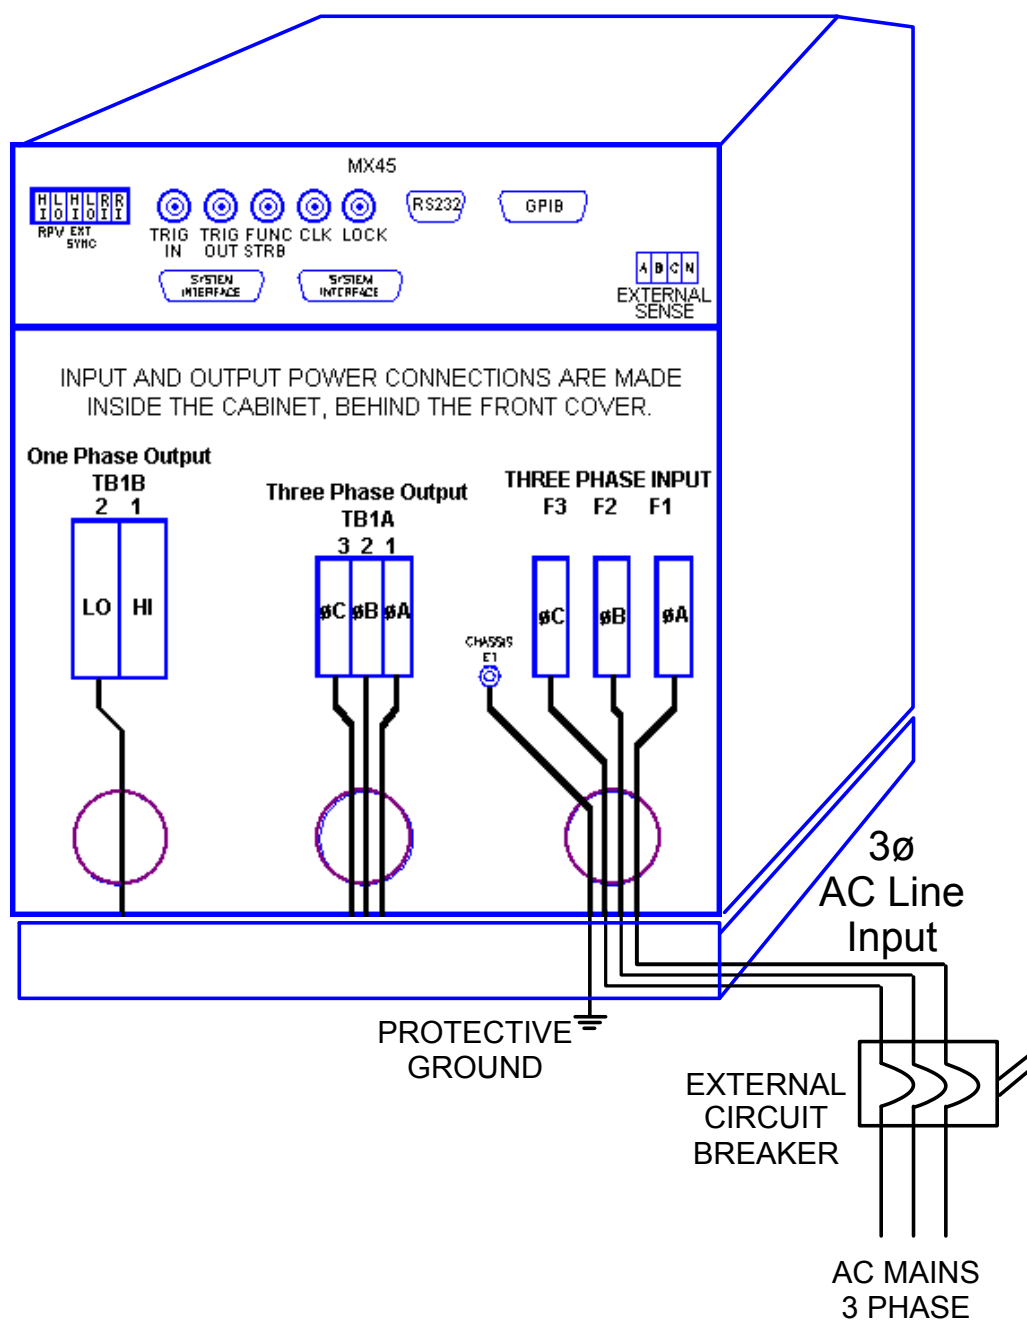 MX45
H L H L R R
I O I O I I
RPV EXT
SYNC
TRIG IN
TRIG OUT
FUNC STRB
CLK
LOCK
RS232
GPIB
SYSTEM
INTERFACE
SYSTEM
INTERFACE
A B C N
EXTERNAL
SENSE
INPUT AND OUTPUT POWER CONNECTIONS ARE MADE
INSIDE THE CABINET, BEHIND THE FRONT COVER.
One Phase Output
TB1B
2 1
LO HI
Three Phase Output
TB1A
3 2 1
øC øB øA
THREE PHASE INPUT
F3 F2 F1
øC øB øA
CHASSIS
E1
3ø
AC Line
Input
PROTECTIVE
GROUND
EXTERNAL
CIRCUIT
BREAKER
AC MAINS
3 PHASE